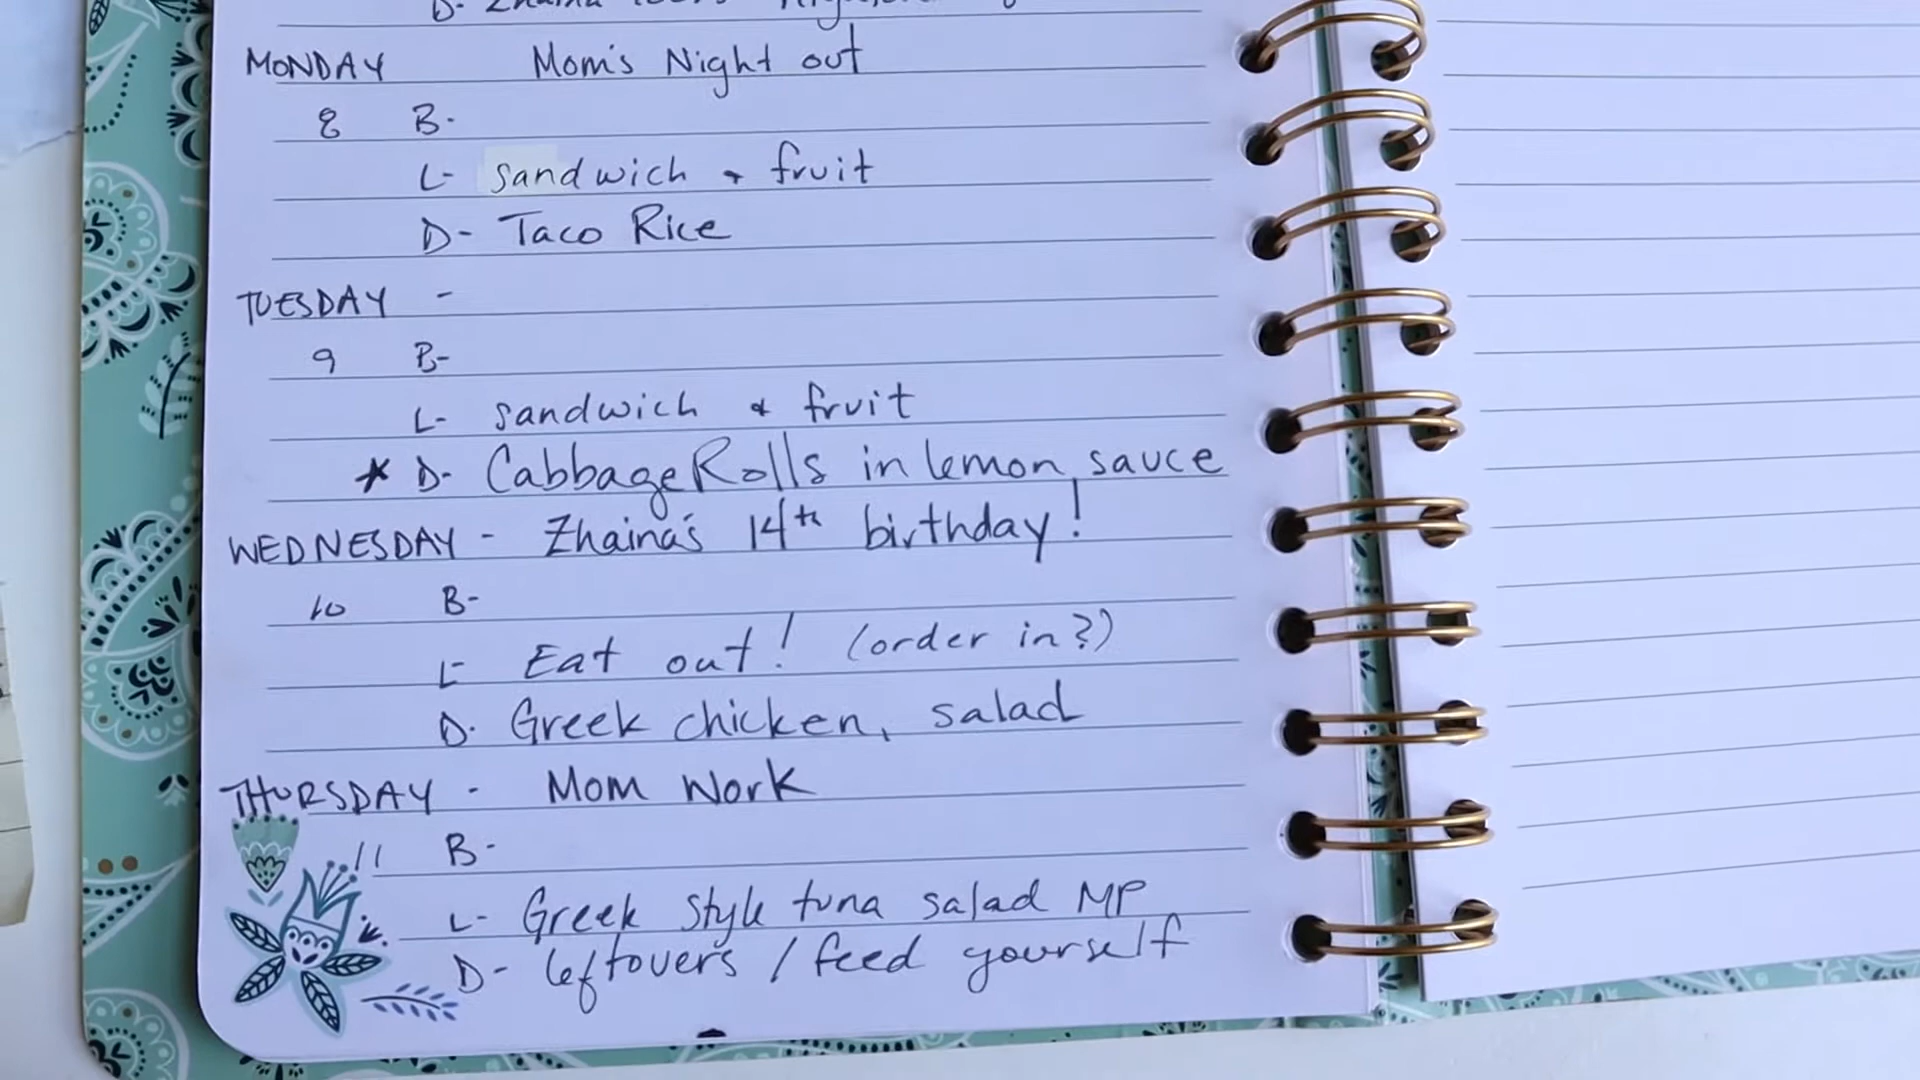 D- Zhaina
MONDAY Mom's Night out
8 B-
L- sandwich & fruit
D- Taco Rice
TUESDAY -
9 B-
L- sandwich & fruit
* D- Cabbage Rolls in lemon sauce
WEDNESDAY - Zhaina's 14th birthday!
10 B-
L- Eat out! (order in?)
D- Greek chicken, salad
THURSDAY - Mom Work
11 B-
L- Greek Style tuna salad MP
D- leftovers / feed yourself